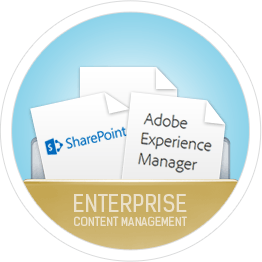 SharePoint
Adobe
Experience
Manager
ENTERPRISE
CONTENT MANAGEMENT